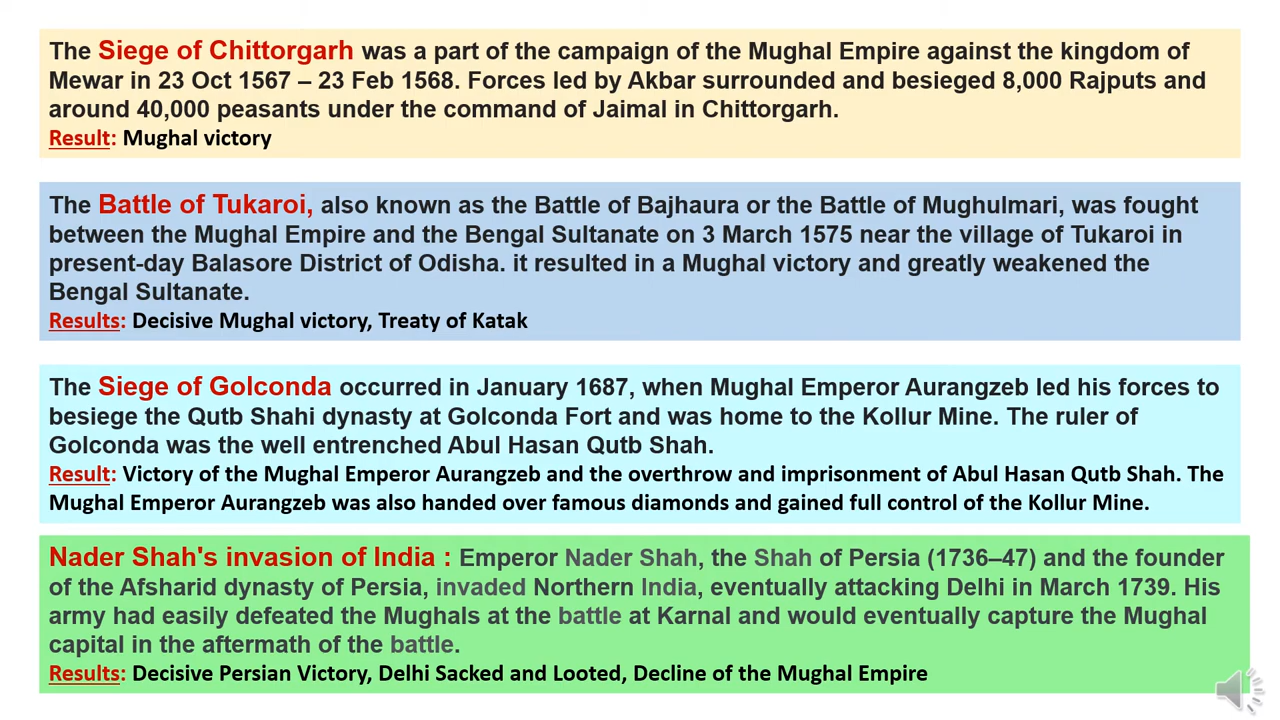 The Siege of Chittorgarh was a part of the campaign of the Mughal Empire against the kingdom of
Mewar in 23 Oct 1567 – 23 Feb 1568. Forces led by Akbar surrounded and besieged 8,000 Rajputs and
around 40,000 peasants under the command of Jaimal in Chittorgarh.
Result: Mughal victory
The Battle of Tukaroi, also known as the Battle of Bajhaura or the Battle of Mughulmari, was fought
between the Mughal Empire and the Bengal Sultanate on 3 March 1575 near the village of Tukaroi in
present-day Balasore District of Odisha. it resulted in a Mughal victory and greatly weakened the
Bengal Sultanate.
Results: Decisive Mughal victory, Treaty of Katak
The Siege of Golconda occurred in January 1687, when Mughal Emperor Aurangzeb led his forces to
besiege the Qutb Shahi dynasty at Golconda Fort and was home to the Kollur Mine. The ruler of
Golconda was the well entrenched Abul Hasan Qutb Shah.
Result: Victory of the Mughal Emperor Aurangzeb and the overthrow and imprisonment of Abul Hasan Qutb Shah. The
Mughal Emperor Aurangzeb was also handed over famous diamonds and gained full control of the Kollur Mine.
Nader Shah's invasion of India : Emperor Nader Shah, the Shah of Persia (1736–47) and the founder
of the Afsharid dynasty of Persia, invaded Northern India, eventually attacking Delhi in March 1739. His
army had easily defeated the Mughals at the battle at Karnal and would eventually capture the Mughal
capital in the aftermath of the battle.
Results: Decisive Persian Victory, Delhi Sacked and Looted, Decline of the Mughal Empire